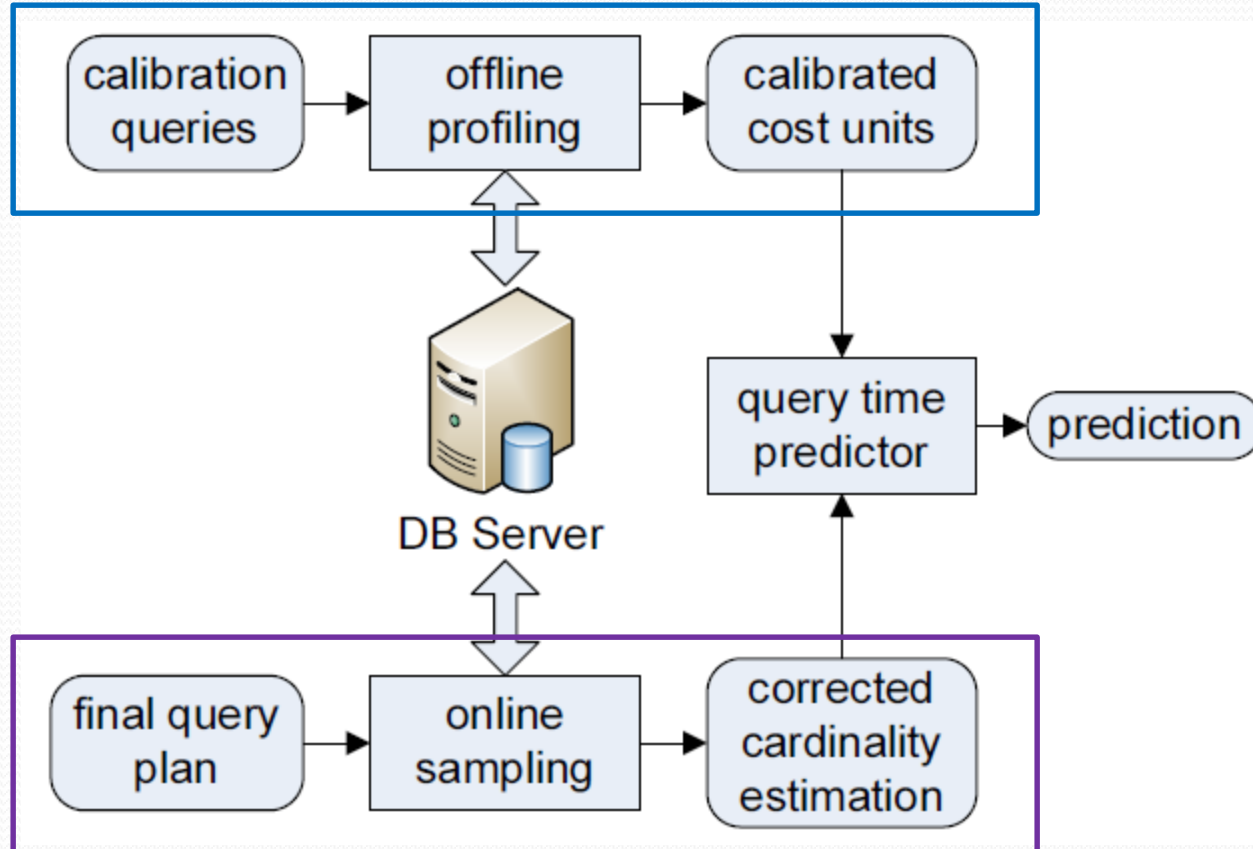 calibration
queries
offline
profiling
calibrated
cost units
DB Server
query time
predictor
prediction
final query
plan
online
sampling
corrected
cardinality
estimation